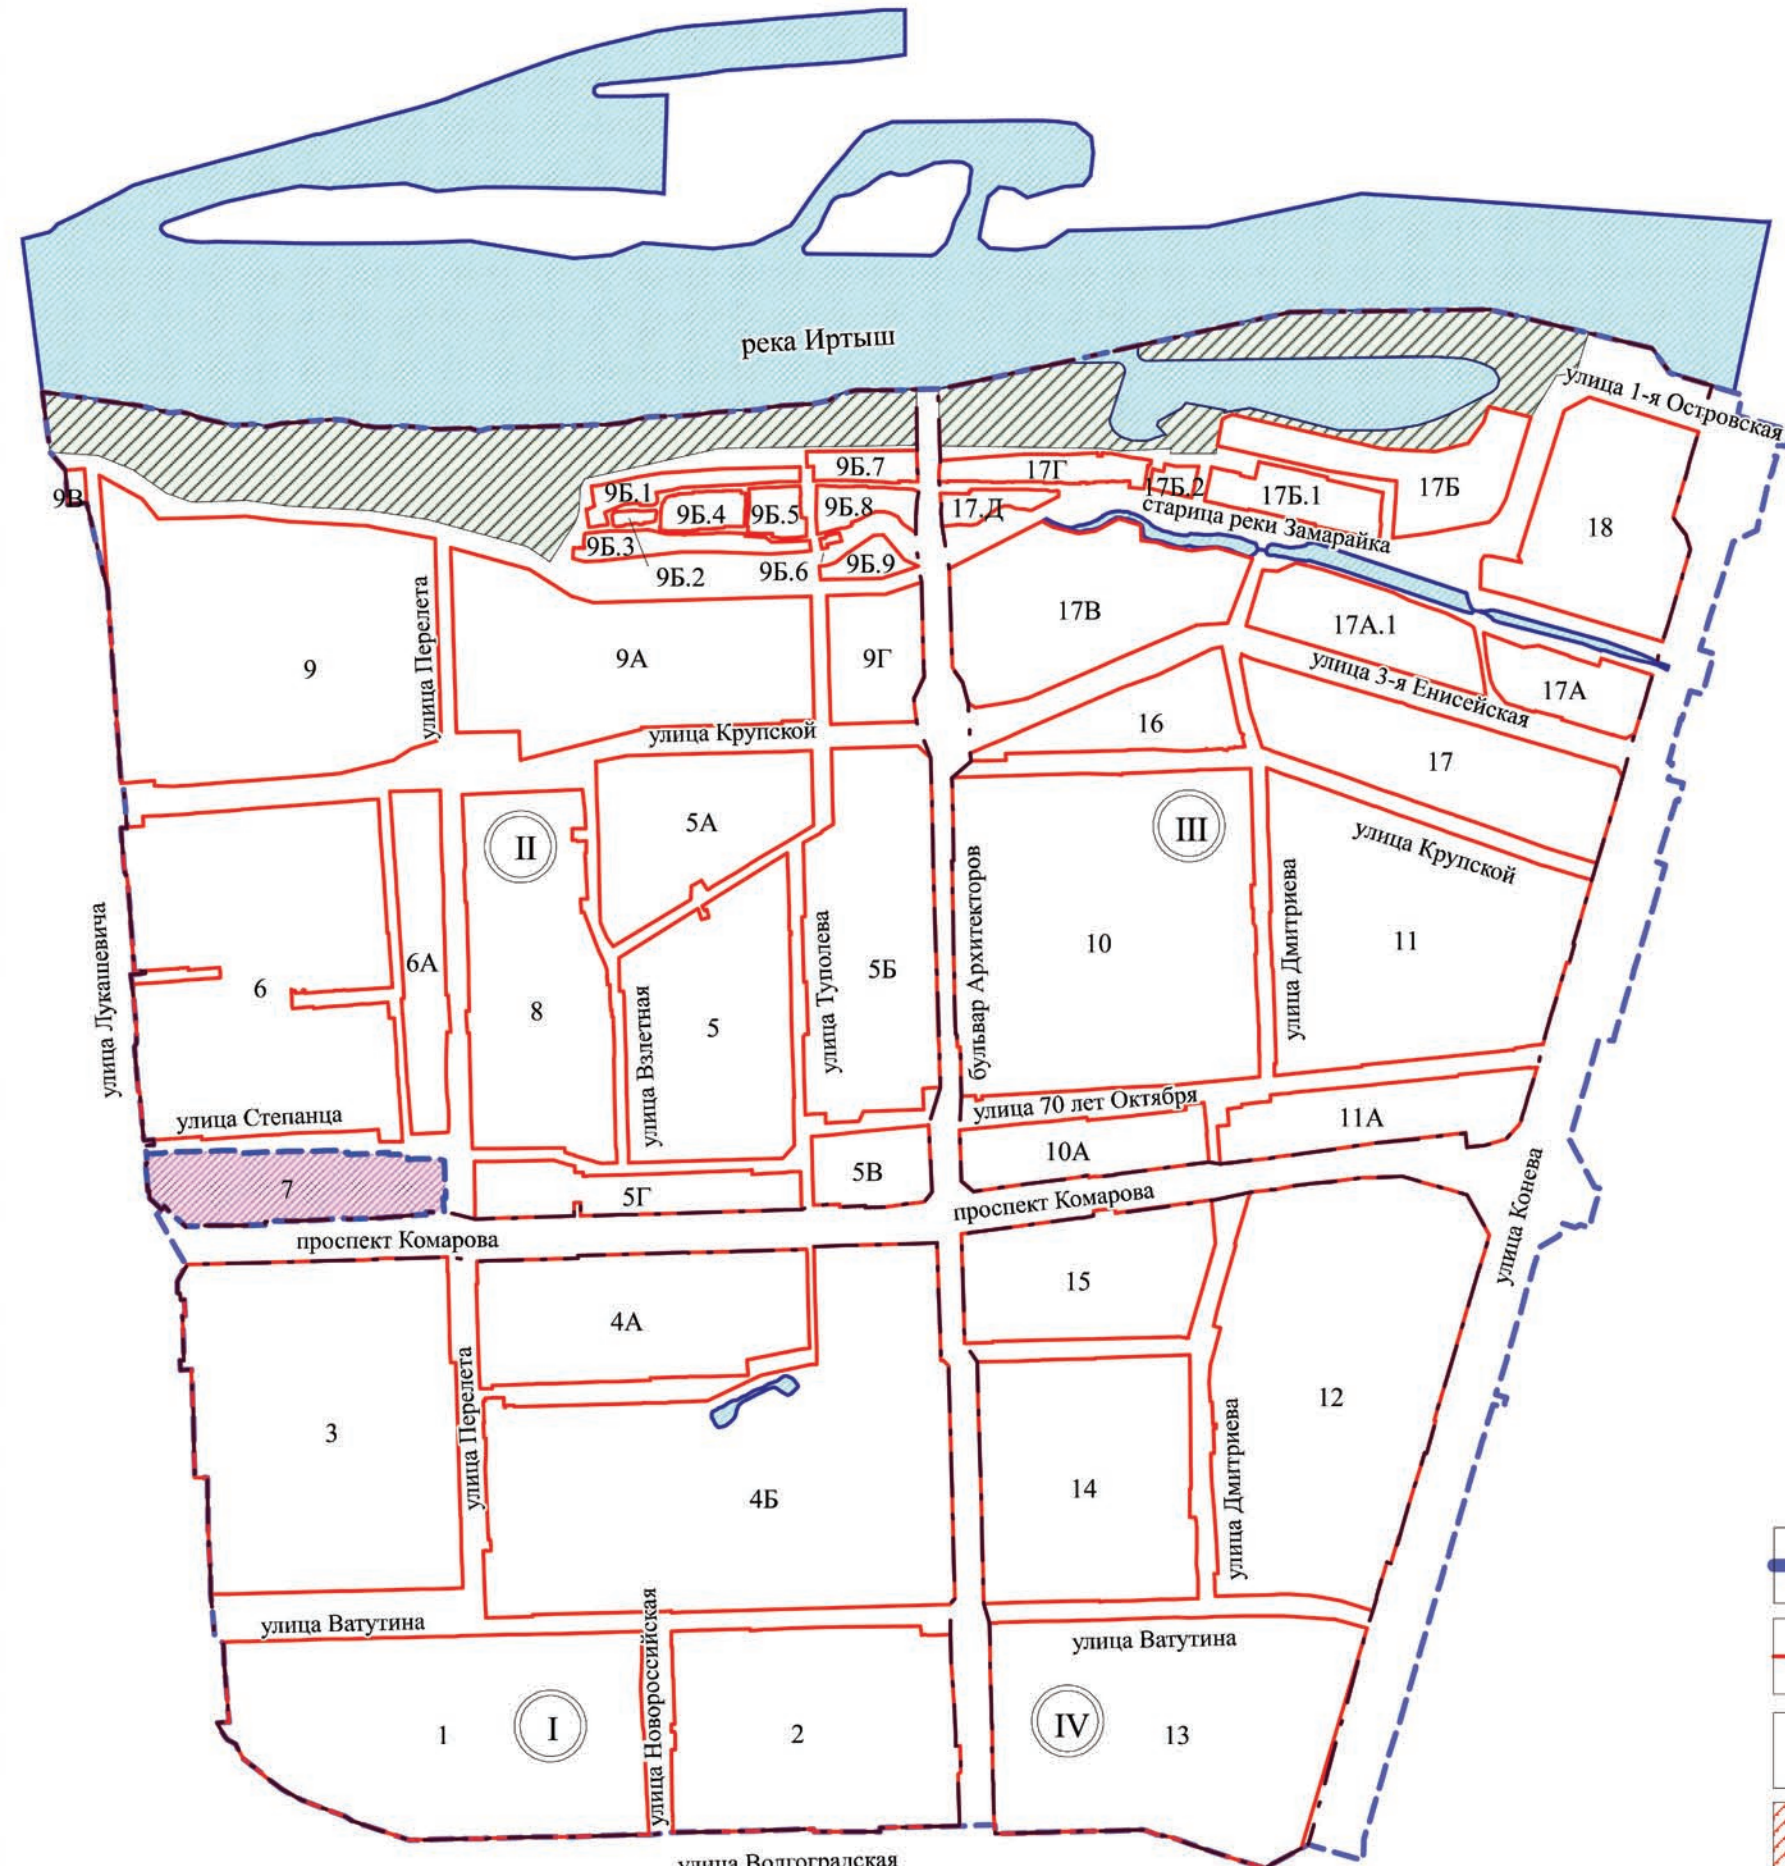 река Иртыш
улица 1-я Островская
9Б.7
17Г
9В
9Б.1
17Б.2
17Б.1
17Б
9Б.4
9Б.5
9Б.8
17.Д
старица реки Замарайка
18
9Б.3
9Б.2
9Б.6
9Б.9
17В
17А.1
9
улица Перелета
9А
9Г
улица 3-я Енисейская
17А
16
улица Крупской
17
II
5А
III
улица Крупской
улица Лукашевича
6
6А
8
улица Взлетная
5
улица Туполева
5Б
бульвар Архитекторов
10
улица Дмитриева
11
улица Степанца
улица 70 лет Октября
11А
10А
7
5Г
5В
проспект Комарова
проспект Комарова
улица Конева
15
4А
3
улица Перелета
12
14
улица Дмитриева
4Б
улица Ватутина
улица Новороссийская
улица Ватутина
1
I
2
IV
13
улица Волгоградская